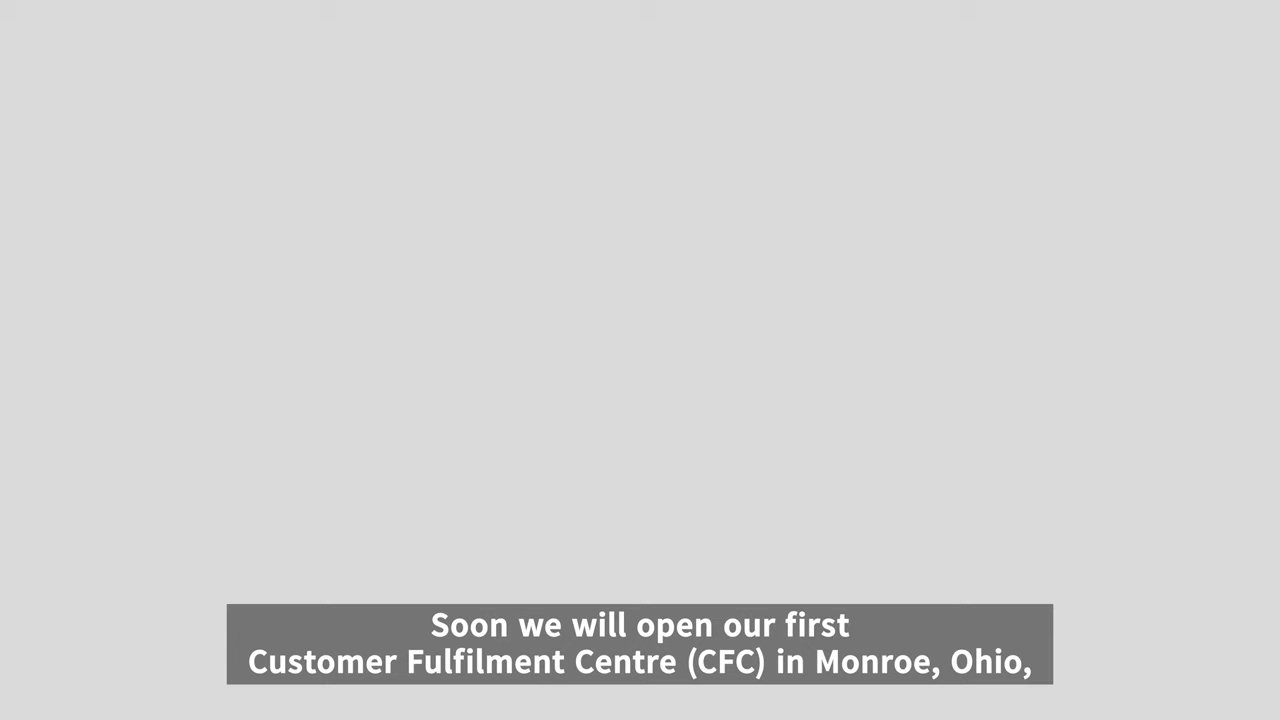 Soon we will open our first
Customer Fulfilment Centre (CFC) in Monroe, Ohio,